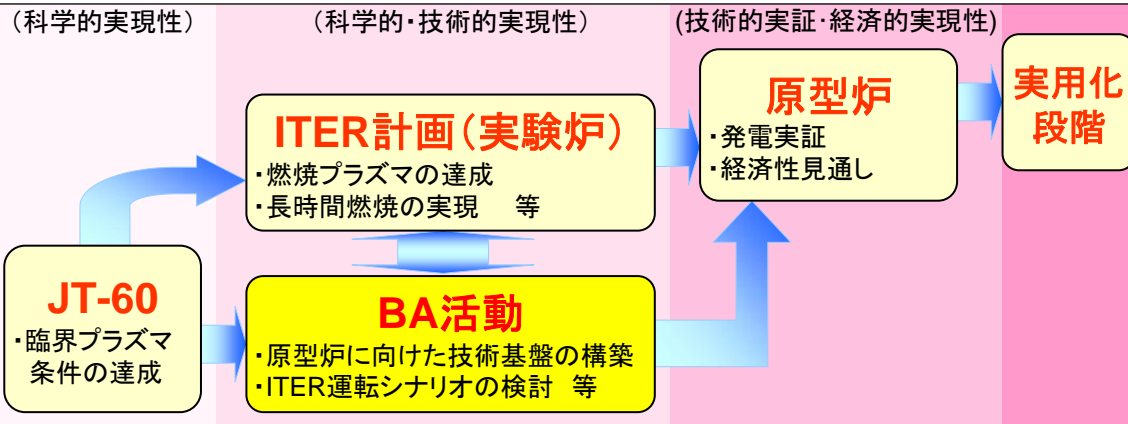 （科学的実現性）
（科学的・技術的実現性）
(技術的実証・経済的実現性)
JT-60
・臨界プラズマ
条件の達成
ITER計画（実験炉）
・燃焼プラズマの達成
・長時間燃焼の実現　等
BA活動
・原型炉に向けた技術基盤の構築
・ITER運転シナリオの検討　等
原型炉
・発電実証
・経済性見通し
実用化
段階